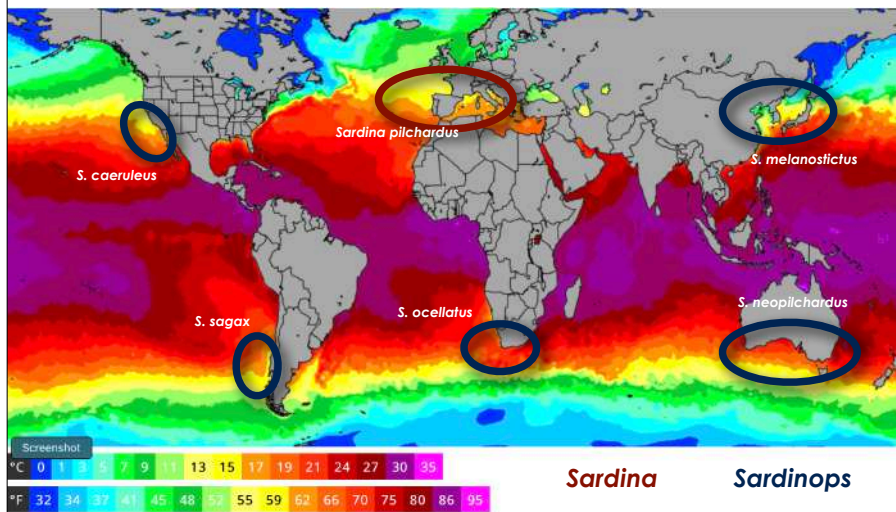 Sardina pilchardus
S. caeruleus
S. melanostictus
S. sagax
S. ocellatus
S. neopilchardus
Screenshot
°C 0 1 3 5 7 9 11 13 15 17 19 21 24 27 30 35
°F 32 34 37 41 45 48 52 55 59 62 66 70 75 80 86 95
Sardina Sardinops